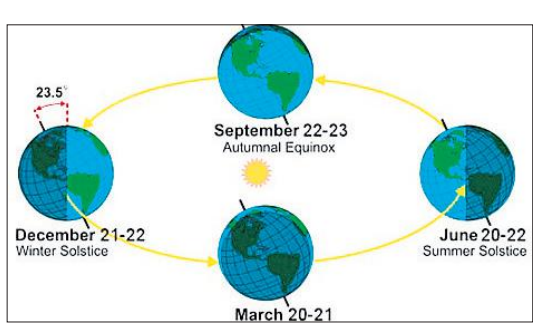 23.5°
September 22-23
Autumnal Equinox
December 21-22
Winter Solstice
June 20-22
Summer Solstice
March 20-21